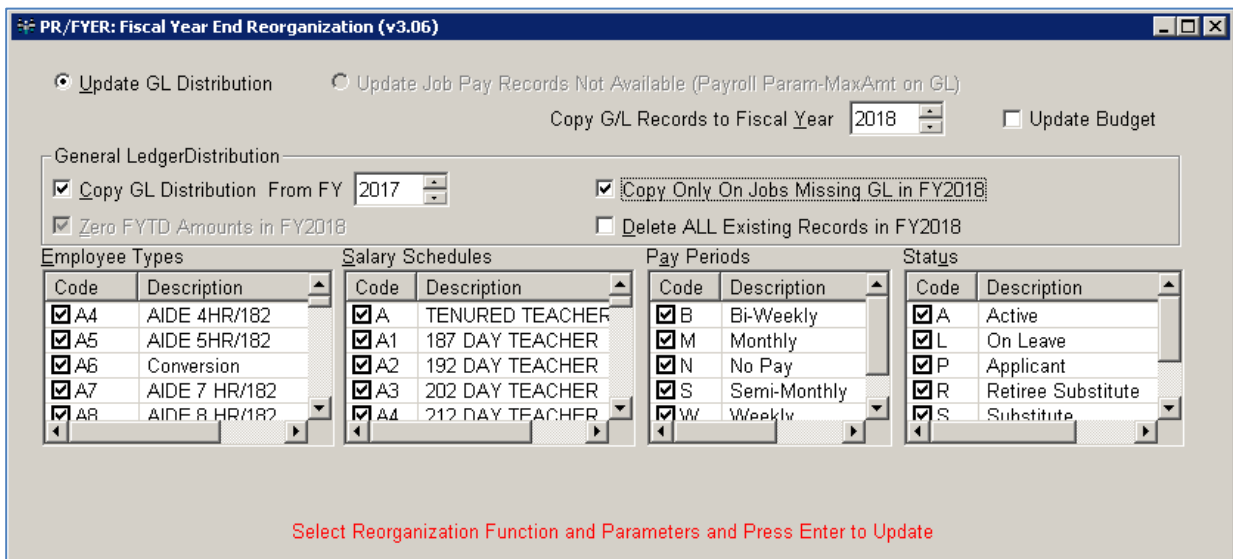 PR/FYER: Fiscal Year End Reorganization (v3.06)
Update GL Distribution Update Job Pay Records Not Available (Payroll Param-MaxAmt on GL)
Copy G/L Records to Fiscal Year 2018 Update Budget
General LedgerDistribution
Copy GL Distribution From FY 2017 Copy Only On Jobs Missing GL in FY2018
Zero FYTD Amounts in FY2018 Delete ALL Existing Records in FY2018
Employee Types Salary Schedules Pay Periods Status
Code Description Code Description Code Description Code Description
A4 AIDE 4HR/182 A TENURED TEACHER B Bi-Weekly A Active
A5 AIDE 5HR/182 A1 187 DAY TEACHER M Monthly L On Leave
A6 Conversion A2 192 DAY TEACHER N No Pay P Applicant
A7 AIDE 7 HR/182 A3 202 DAY TEACHER S Semi-Monthly R Retiree Substitute
A8 AIDE 8 HR/182 A4 212 DAY TEACHER W Weekly S Substitute
Select Reorganization Function and Parameters and Press Enter to Update